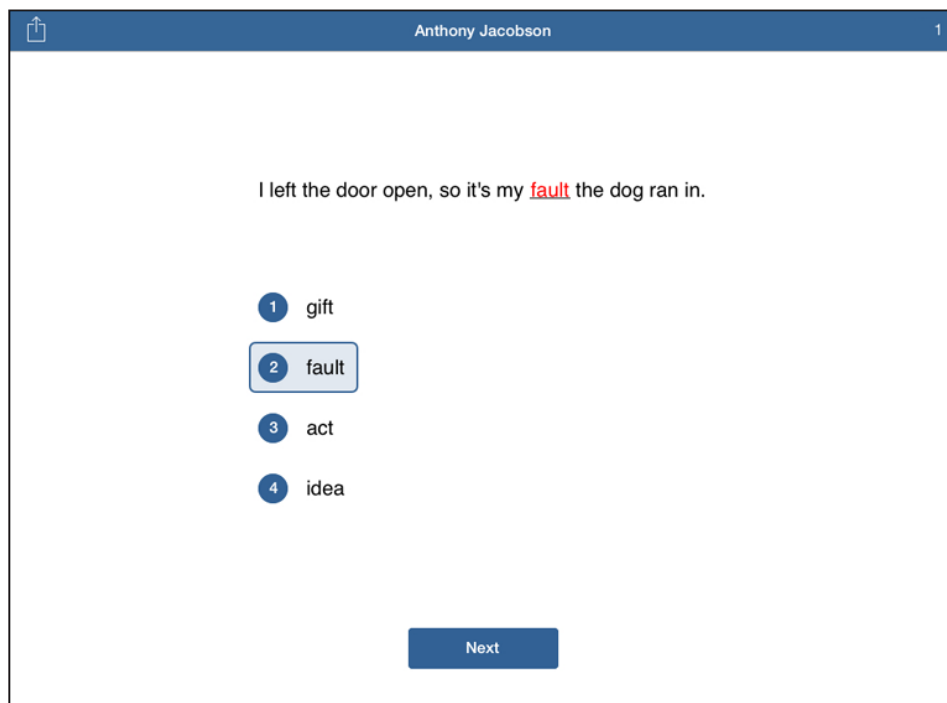 Anthony Jacobson 1
I left the door open, so it's my fault the dog ran in.
1 gift
2 fault
3 act
4 idea
Next